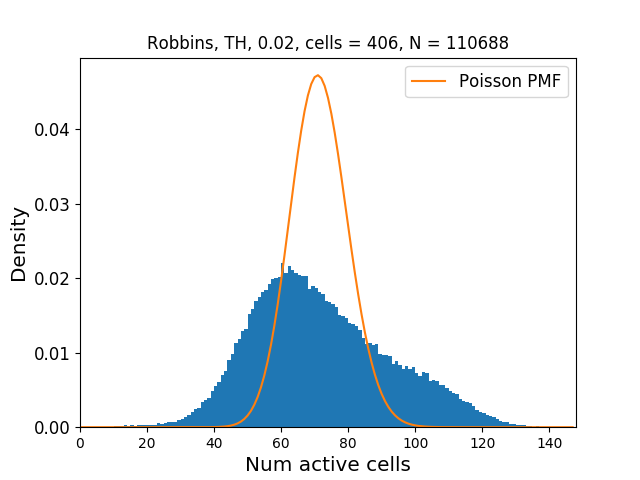 Robbins, TH, 0.02, cells = 406, N = 110688
Poisson PMF
0.04
0.03
0.02
0.01
0.00
Density
0 20 40 60 80 100 120 140
Num active cells